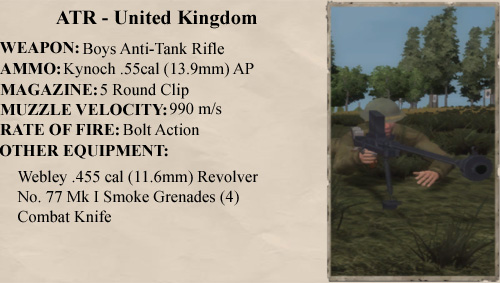 ATR - United Kingdom
WEAPON: Boys Anti-Tank Rifle
AMMO: Kynoch .55cal (13.9mm) AP
MAGAZINE: 5 Round Clip
MUZZLE VELOCITY: 990 m/s
RATE OF FIRE: Bolt Action
OTHER EQUIPMENT:
Webley .455 cal (11.6mm) Revolver
No. 77 Mk I Smoke Grenades (4)
Combat Knife